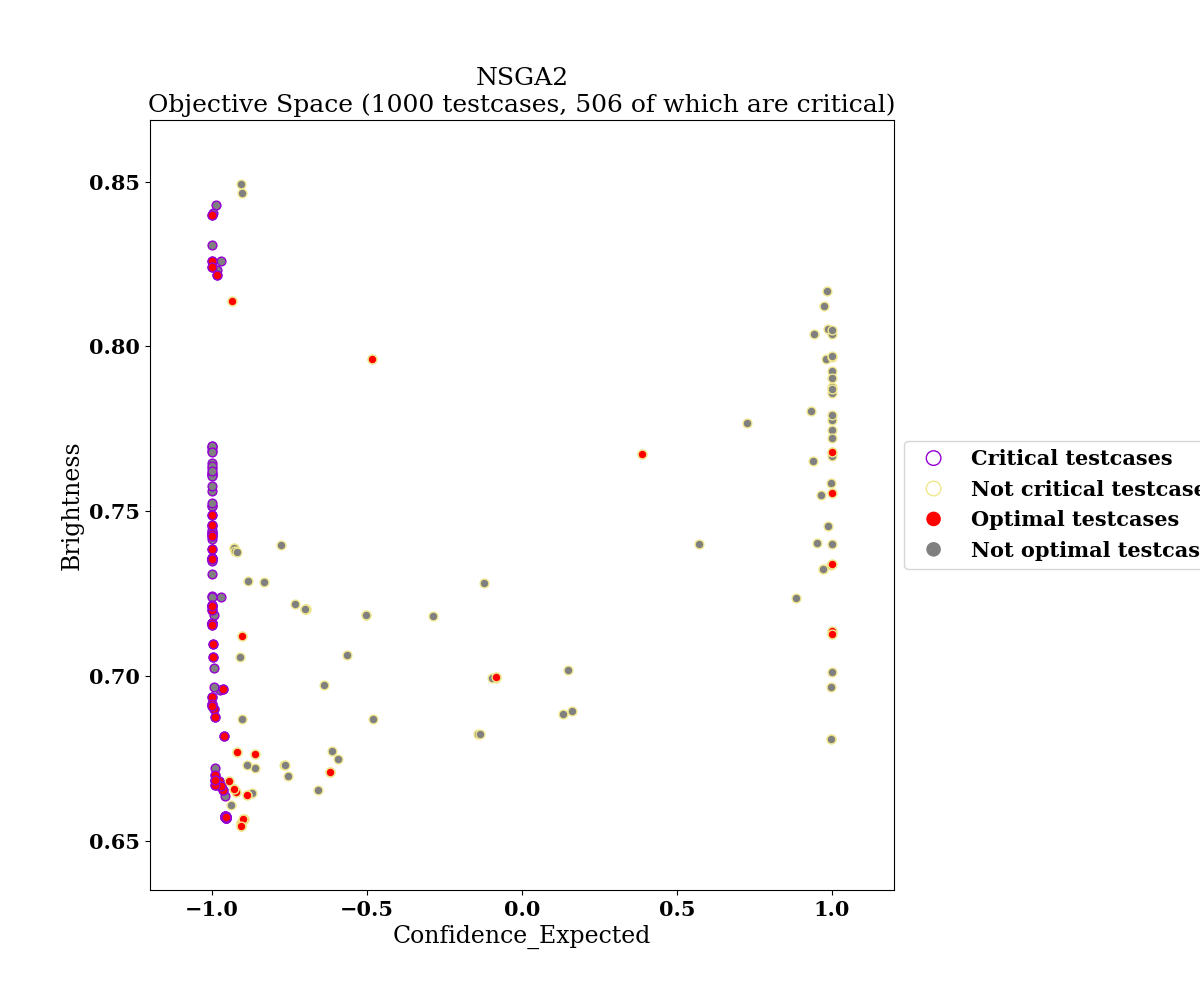 NSGA2
Objective Space (1000 testcases, 506 of which are critical)
0.85
0.80
0.75
0.70
0.65
Brightness
−1.0
−0.5
0.0
0.5
1.0
Confidence_Expected
Critical testcases
Not critical testcase
Optimal testcases
Not optimal testcas